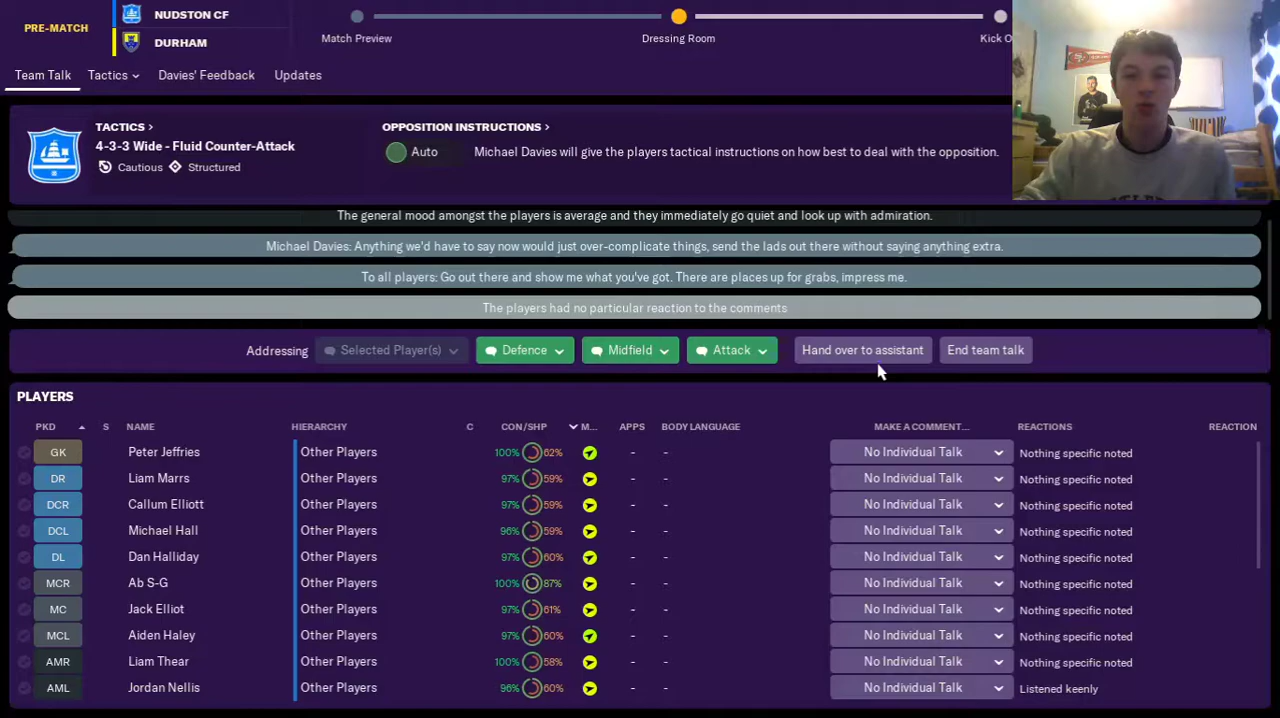 PRE-MATCH
NUDSTON CF
DURHAM
Match Preview
Dressing Room
Kick O
Team Talk
Tactics
Davies' Feedback
Updates
TACTICS >
4-3-3 Wide - Fluid Counter-Attack
Cautious
Structured
OPPOSITION INSTRUCTIONS >
Auto
Michael Davies will give the players tactical instructions on how best to deal with the opposition.
The general mood amongst the players is average and they immediately go quiet and look up with admiration.
Michael Davies: Anything we'd have to say now would just over-complicate things, send the lads out there without saying anything extra.
To all players: Go out there and show me what you've got. There are places up for grabs, impress me.
The players had no particular reaction to the comments
Addressing
Selected Player(s)
Defence
Midfield
Attack
Hand over to assistant
End team talk
PLAYERS
PKD S NAME HIERARCHY C CON/SHP M... APPS BODY LANGUAGE MAKE A COMMENT... REACTIONS REACTION
GK Peter Jeffries Other Players 100% 62% - - No Individual Talk Nothing specific noted
DR Liam Marrs Other Players 97% 59% - - No Individual Talk Nothing specific noted
DCR Callum Elliott Other Players 97% 59% - - No Individual Talk Nothing specific noted
DCL Michael Hall Other Players 96% 59% - - No Individual Talk Nothing specific noted
DL Dan Halliday Other Players 97% 60% - - No Individual Talk Nothing specific noted
MCR Ab S-G Other Players 100% 87% - - No Individual Talk Nothing specific noted
MC Jack Elliot Other Players 97% 61% - - No Individual Talk Nothing specific noted
MCL Aiden Haley Other Players 97% 60% - - No Individual Talk Nothing specific noted
AMR Liam Thear Other Players 100% 58% - - No Individual Talk Nothing specific noted
AML Jordan Nellis Other Players 96% 60% - - No Individual Talk Listened keenly